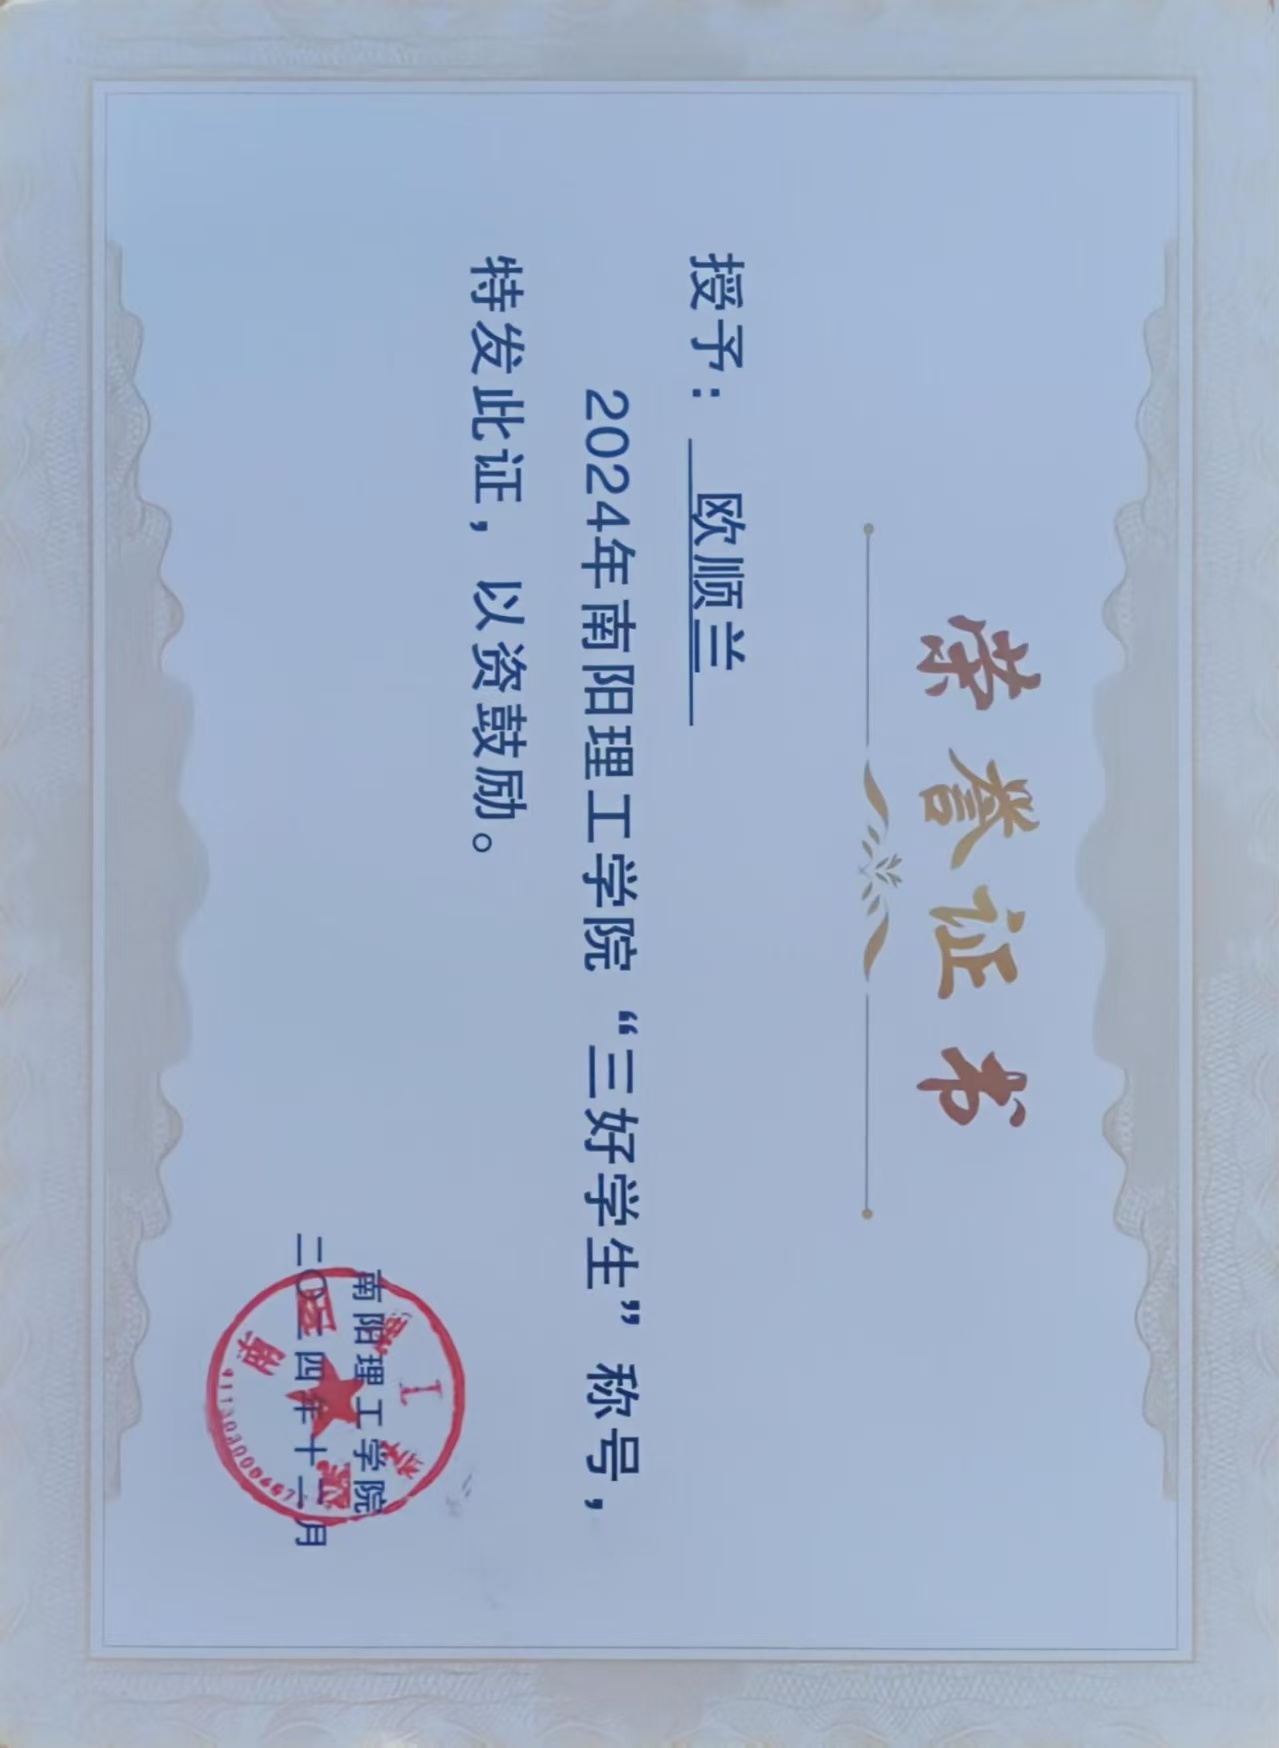 荣誉证书
授予：欧顺兰
2024年南阳理工学院“三好学生”称号，
特发此证，以资鼓励。
南阳理工学院
二〇二四年十一月